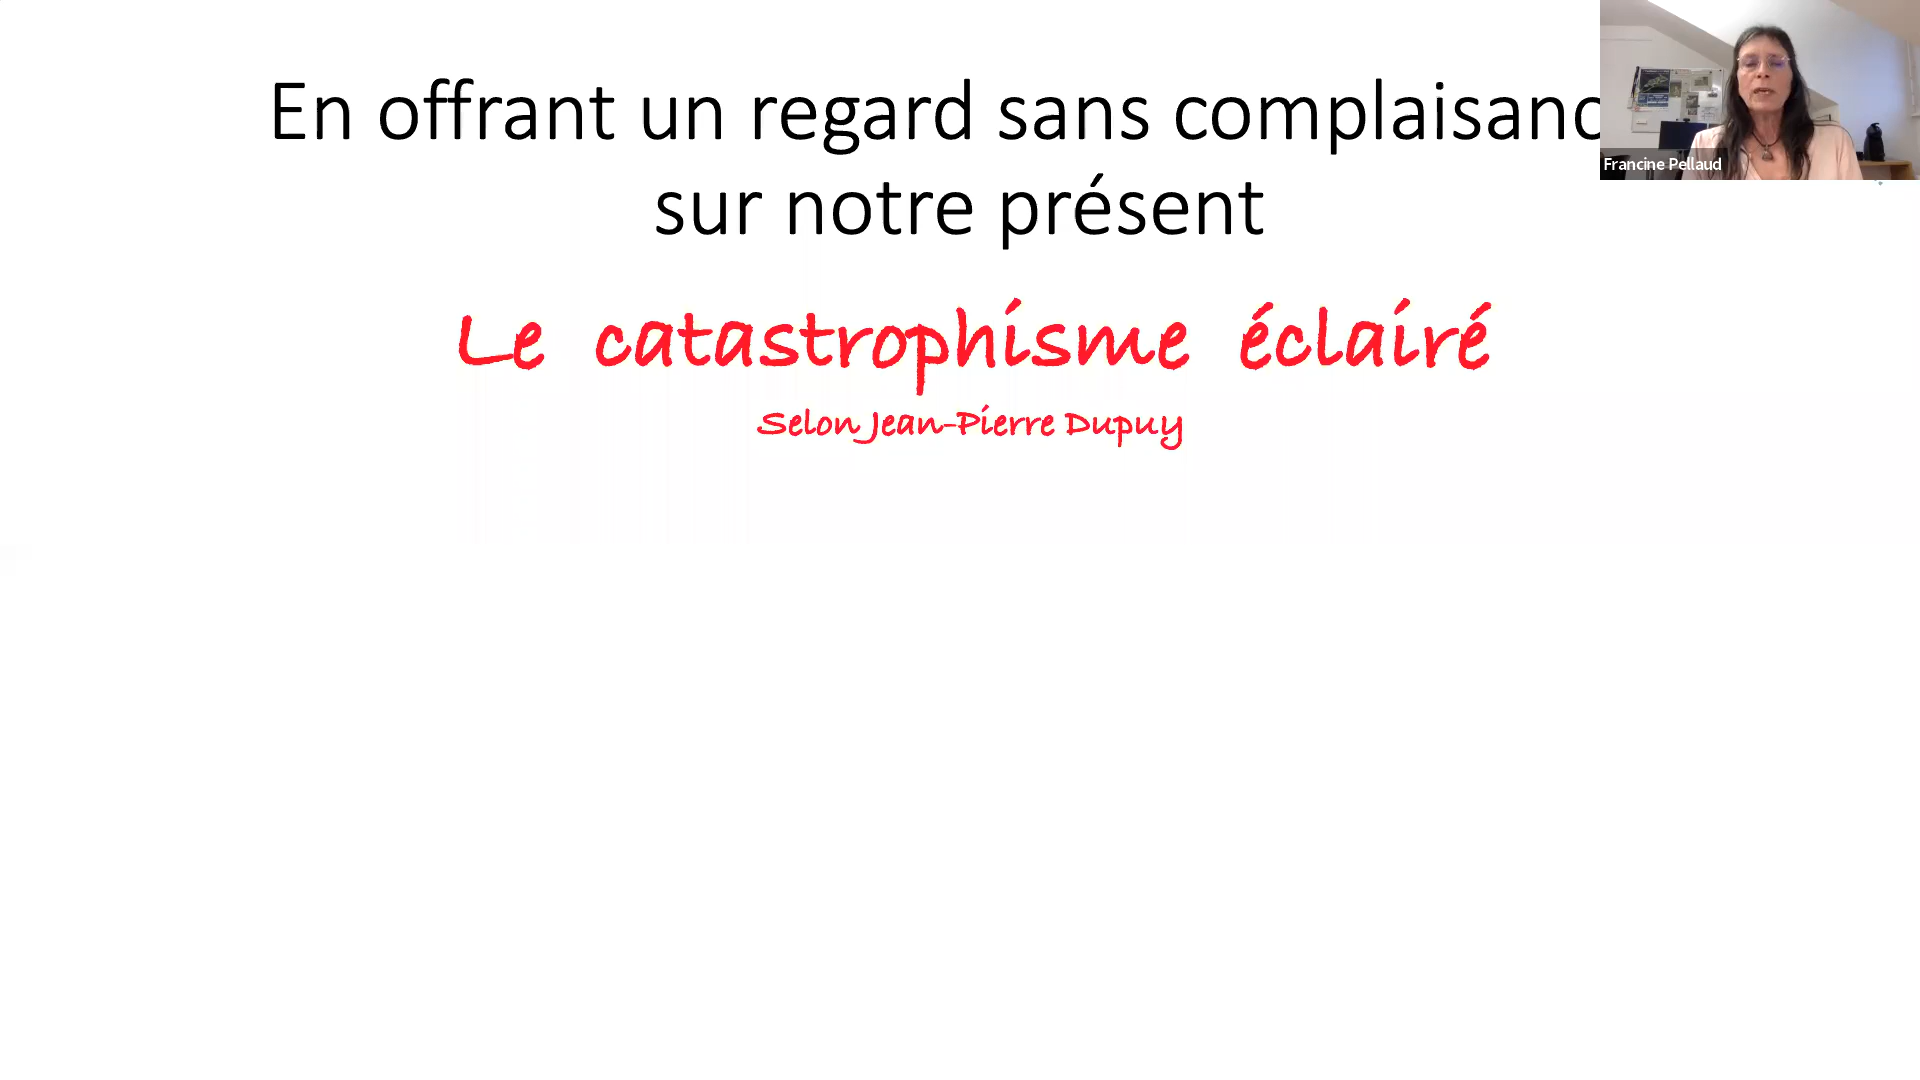 En offrant un regard sans complaisanc
sur notre présent
Le catastrophisme éclairé
Selon Jean-Pierre Dupuy
Francine Pellaud